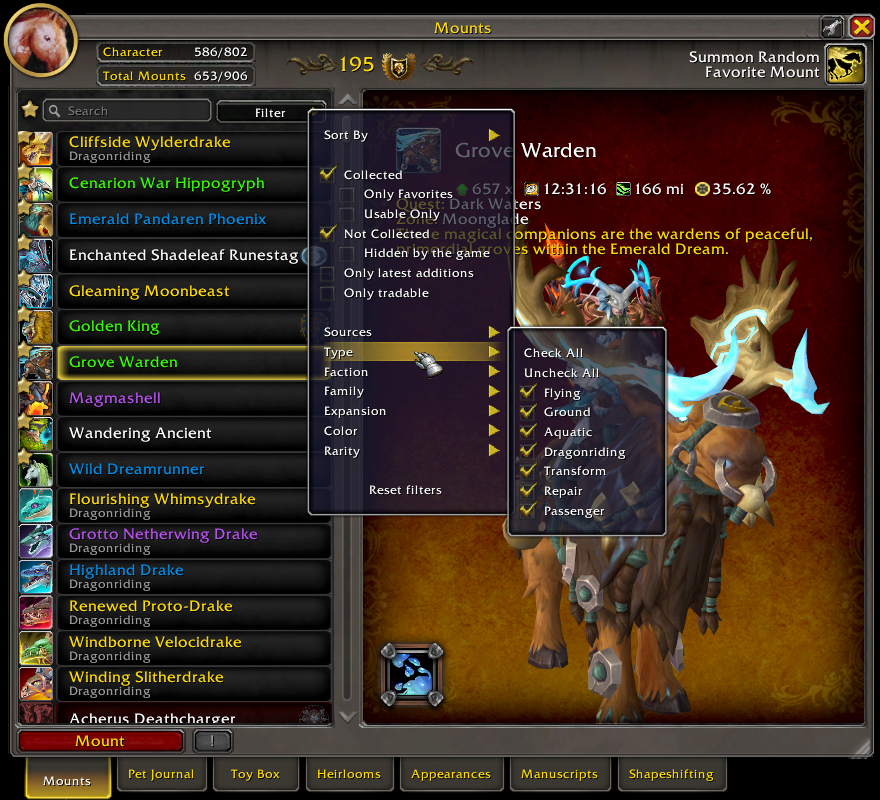 Mounts
Character 586/802
Total Mounts 653/906
195
Summon Random
Favorite Mount
Search
Filter
Cliffside Wylderdrake
Dragonriding
Cenarion War Hippogryph
Emerald Pandaren Phoenix
Enchanted Shadeleaf Runestag
Gleaming Moonbeast
Golden King
Grove Warden
Magmashell
Wandering Ancient
Wild Dreamrunner
Flourishing Whimsydrake
Dragonriding
Grotto Netherwing Drake
Dragonriding
Highland Drake
Dragonriding
Renewed Proto-Drake
Dragonriding
Windborne Velocidrake
Dragonriding
Winding Slitherdrake
Dragonriding
Acherus Deathcharger
Sort By
Collected
Only Favorites
Usable Only
Not Collected
Hidden by the game
Only latest additions
Only tradable
Sources
Type
Faction
Family
Expansion
Color
Rarity
Reset filters
Check All
Uncheck All
Flying
Ground
Aquatic
Dragonriding
Transform
Repair
Passenger
Grove Warden
657 x 12:31:16 166 mi 35.62 %
Quest: Dark Waters
Zone: Moonglade
These magical companions are the wardens of peaceful,
primordial groves within the Emerald Dream.
Mount
!
Mounts
Pet Journal
Toy Box
Heirlooms
Appearances
Manuscripts
Shapeshifting